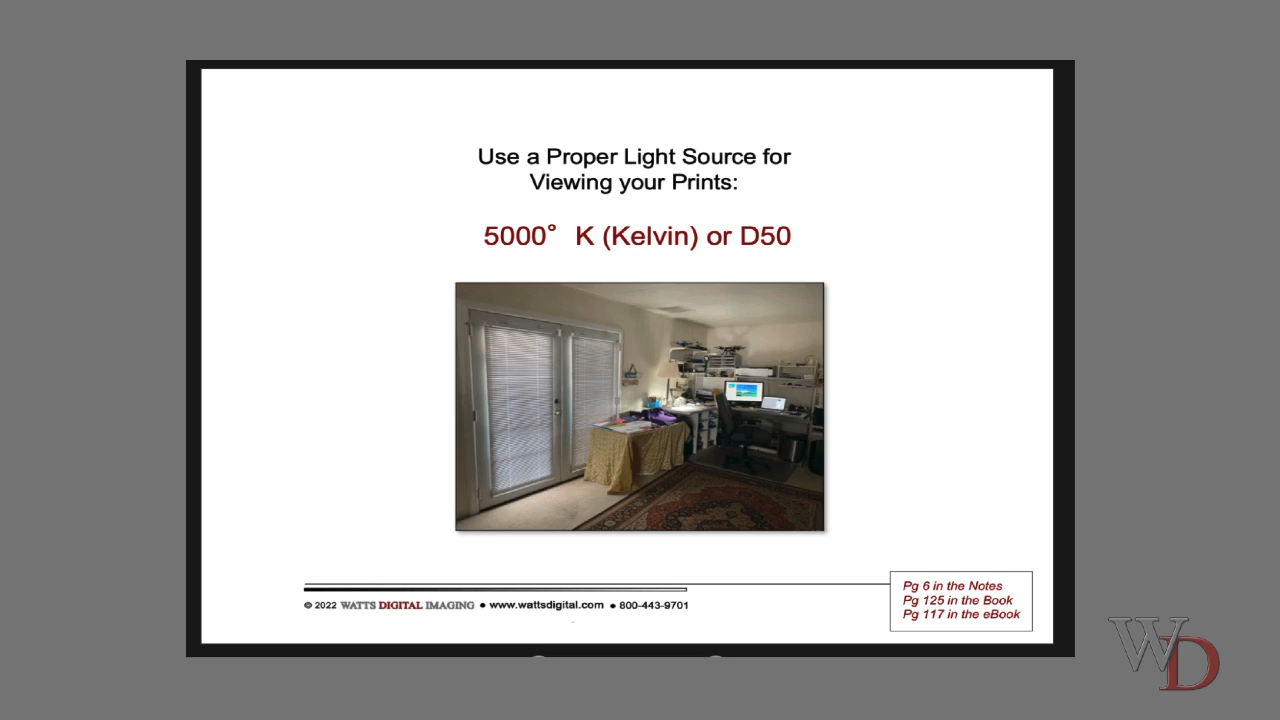 Use a Proper Light Source for
Viewing your Prints:
5000° K (Kelvin) or D50
© 2022 WATTS DIGITAL IMAGING ● www.wattsdigital.com ● 800-443-9701
Pg 6 in the Notes
Pg 125 in the Book
Pg 117 in the eBook
WD